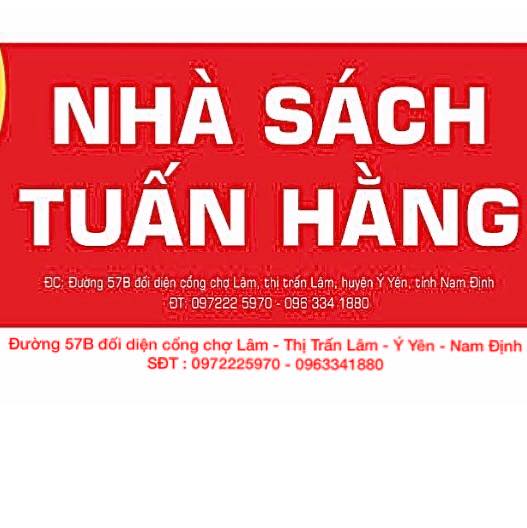 NHÀ SÁCH
TUẤN HẰNG
ĐC: Đường 57B đối diện cổng chợ Lâm, thị trấn Lâm, huyện Ý Yên, tỉnh Nam Định
ĐT: 097222 5970 - 096 334 1880
Đường 57B đối diện cổng chợ Lâm - Thị Trấn Lâm - Ý Yên - Nam Định
SĐT : 0972225970 - 0963341880